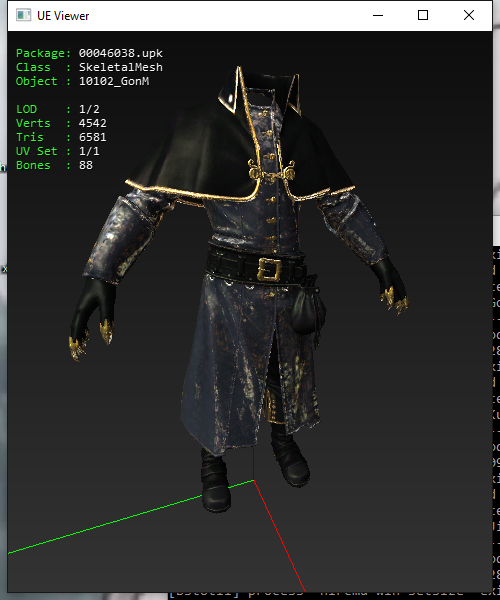 UE Viewer
Package: 00046038.upk
Class : SkeletalMesh
Object : 10102_GonM
LOD : 1/2
Verts : 4542
Tris : 6581
UV Set : 1/1
Bones : 88